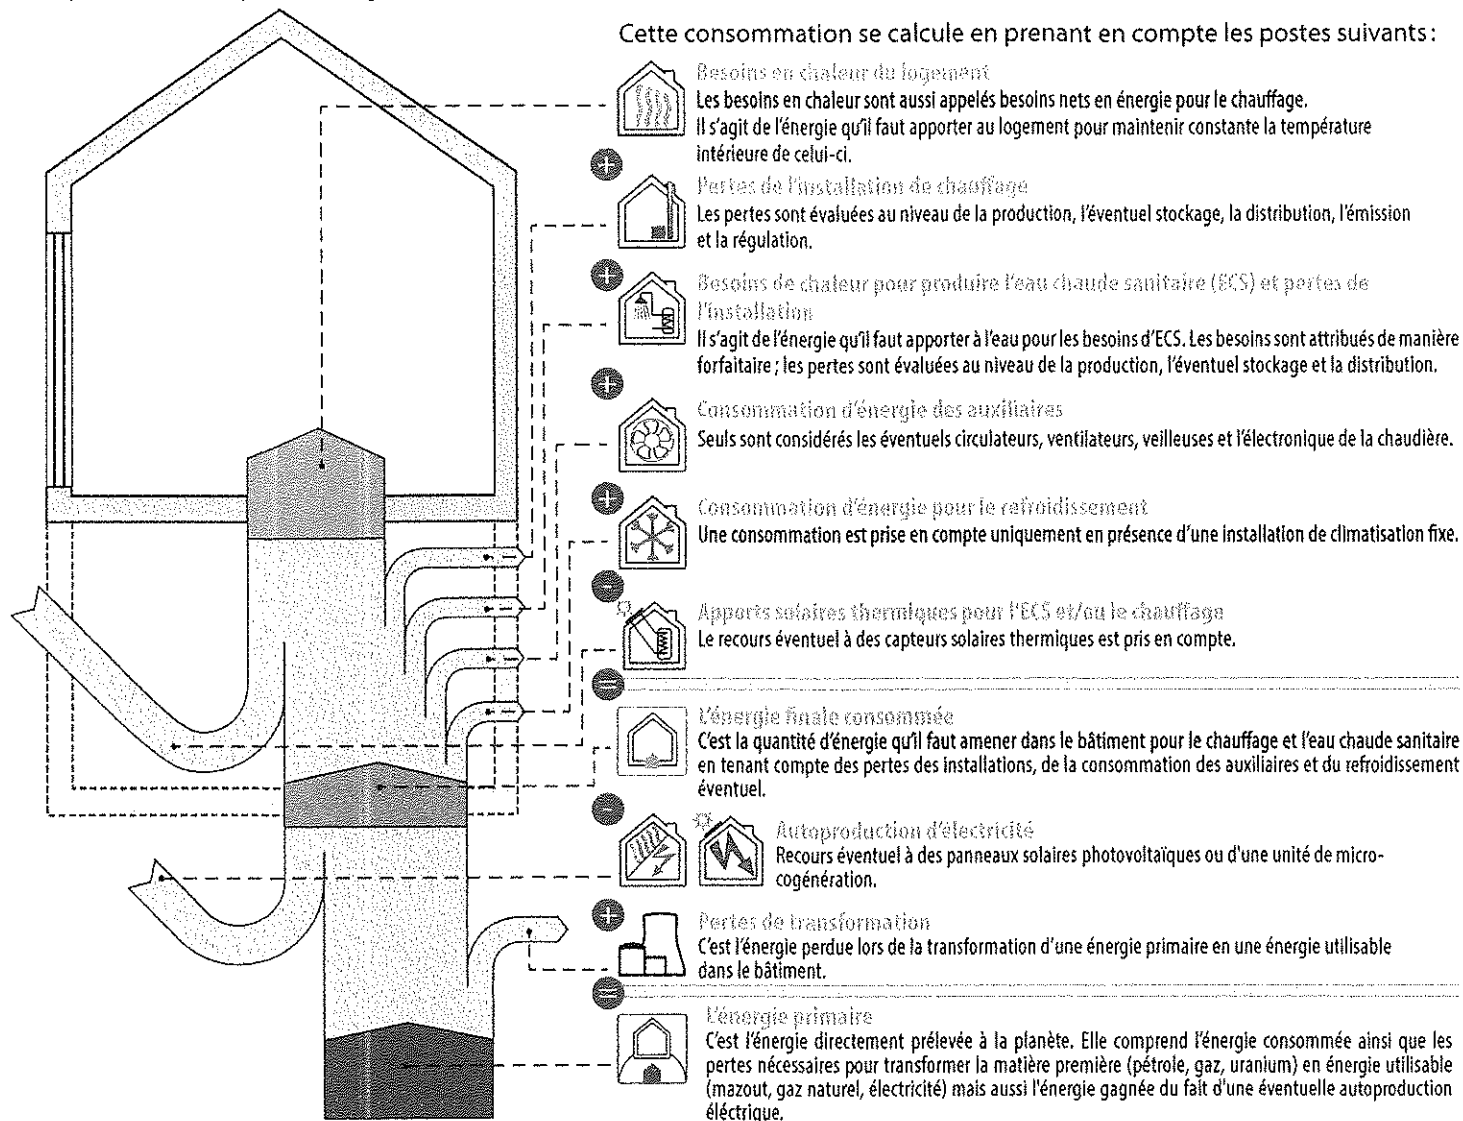 Cette consommation se calcule en prenant en compte les postes suivants :
Besoins en chaleur du logement
Les besoins en chaleur sont aussi appelés besoins nets en énergie pour le chauffage.
Il s'agit de l'énergie qu'il faut apporter au logement pour maintenir constante la température
intérieure de celui-ci.
+
Pertes de l'installation de chauffage
Les pertes sont évaluées au niveau de la production, l'éventuel stockage, la distribution, l'émission
et la régulation.
+
Besoins de chaleur pour produire l'eau chaude sanitaire (ECS) et pertes de
l'installation
Il s'agit de l'énergie qu'il faut apporter à l'eau pour les besoins d'ECS. Les besoins sont attribués de manière
forfaitaire ; les pertes sont évaluées au niveau de la production, l'éventuel stockage et la distribution.
+
Consommation d'énergie des auxiliaires
Seuls sont considérés les éventuels circulateurs, ventilateurs, veilleuses et l'électronique de la chaudière.
+
Consommation d'énergie pour le refroidissement
Une consommation est prise en compte uniquement en présence d'une installation de climatisation fixe.
-
Apports solaires thermiques pour l'ECS et/ou le chauffage
Le recours éventuel à des capteurs solaires thermiques est pris en compte.
=
L'énergie finale consommée
C'est la quantité d'énergie qu'il faut amener dans le bâtiment pour le chauffage et l'eau chaude sanitaire
en tenant compte des pertes des installations, de la consommation des auxiliaires et du refroidissement
éventuel.
-
Autoproduction d'électricité
Recours éventuel à des panneaux solaires photovoltaïques ou d'une unité de micro-
cogénération.
+
Pertes de transformation
C'est l'énergie perdue lors de la transformation d'une énergie primaire en une énergie utilisable
dans le bâtiment.
=
L'énergie primaire
C'est l'énergie directement prélevée à la planète. Elle comprend l'énergie consommée ainsi que les
pertes nécessaires pour transformer la matière première (pétrole, gaz, uranium) en énergie utilisable
(mazout, gaz naturel, électricité) mais aussi l'énergie gagnée du fait d'une éventuelle autoproduction
éléctrique.